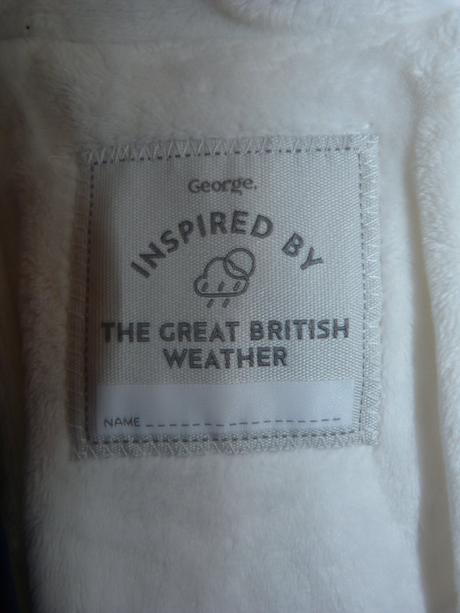 George.
INSPIRED BY
THE GREAT BRITISH
WEATHER
NAME